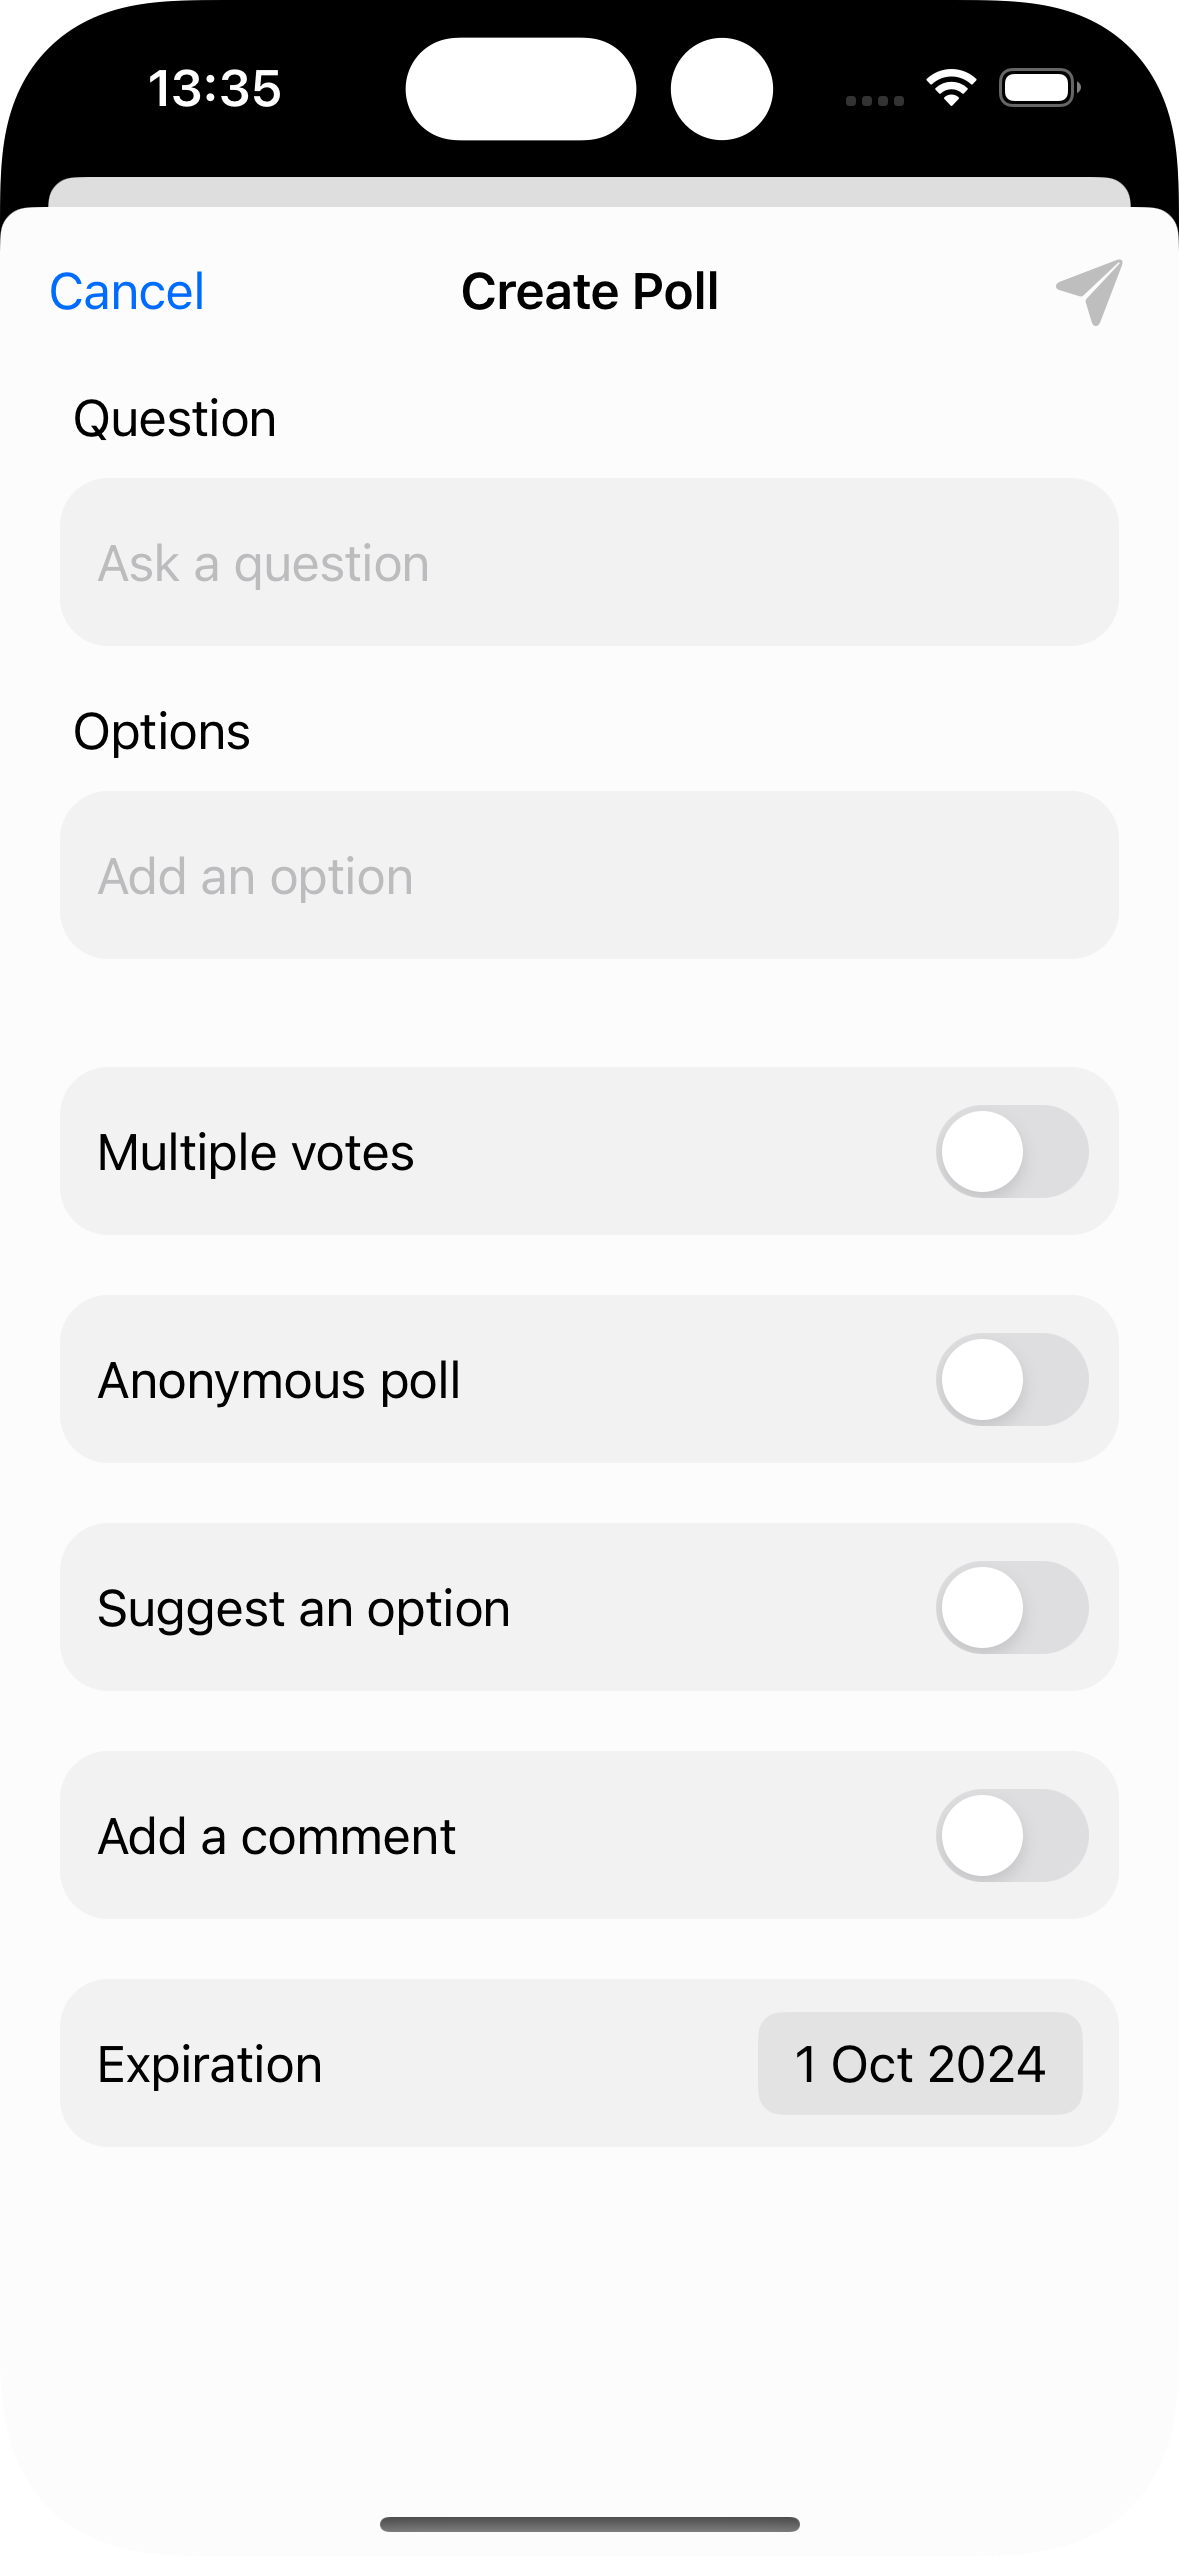 13:35
Cancel
Create Poll
Question
Ask a question
Options
Add an option
Multiple votes
Anonymous poll
Suggest an option
Add a comment
Expiration
1 Oct 2024